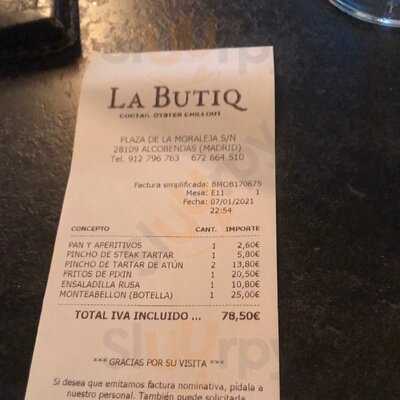 LA BUTIQ
COCTAIL OYSTER CHILLOUT
PLAZA DE LA MORALEJA S/N
28109 ALCOBENDAS (MADRID)
Tel. 912 796 763 672 664 510
Factura simplificada: BMOB170675
Mesa: E11 1
Fecha: 07/01/2021
22:54
CONCEPTO CANT. IMPORTE
PAN Y APERITIVOS 1 2,60€
PINCHO DE STEAK TARTAR 1 5,80€
PINCHO DE TARTAR DE ATÚN 2 13,80€
FRITOS DE PIXIN 1 20,50€
ENSALADILLA RUSA 1 10,80€
MONTEABELLON (BOTELLA) 1 25,00€
TOTAL IVA INCLUIDO ... 78,50€
*** GRACIAS POR SU VISITA ***
Si desea que emitamos factura nominativa, pídala a
nuestro personal. También puede solicitarla